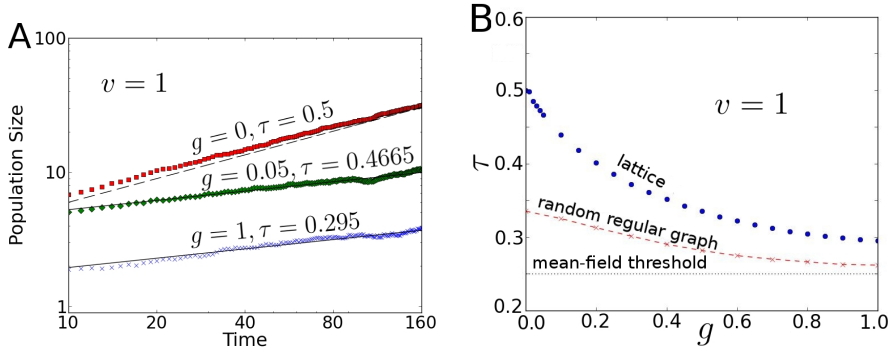 A
100
10
1
Population Size
v = 1
g = 0, τ = 0.5
g = 0.05, τ = 0.4665
g = 1, τ = 0.295
10 20 40 80 160
Time
B
0.6
0.5
0.4
0.3
0.2
τ
v = 1
lattice
random regular graph
mean-field threshold
0.0 0.2 0.4 0.6 0.8 1.0
g